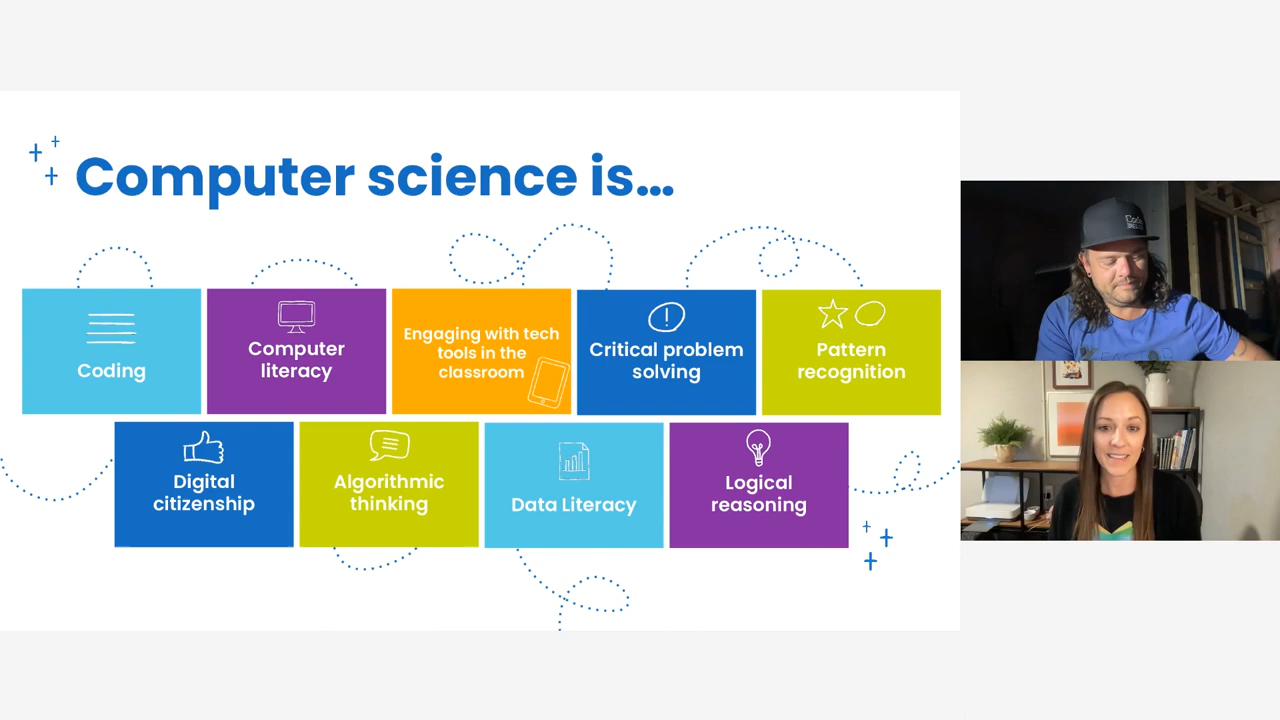 Computer science is...
Coding
Computer
literacy
Engaging with tech
tools in the
classroom
Critical problem
solving
Pattern
recognition
Digital
citizenship
Algorithmic
thinking
Data Literacy
Logical
reasoning